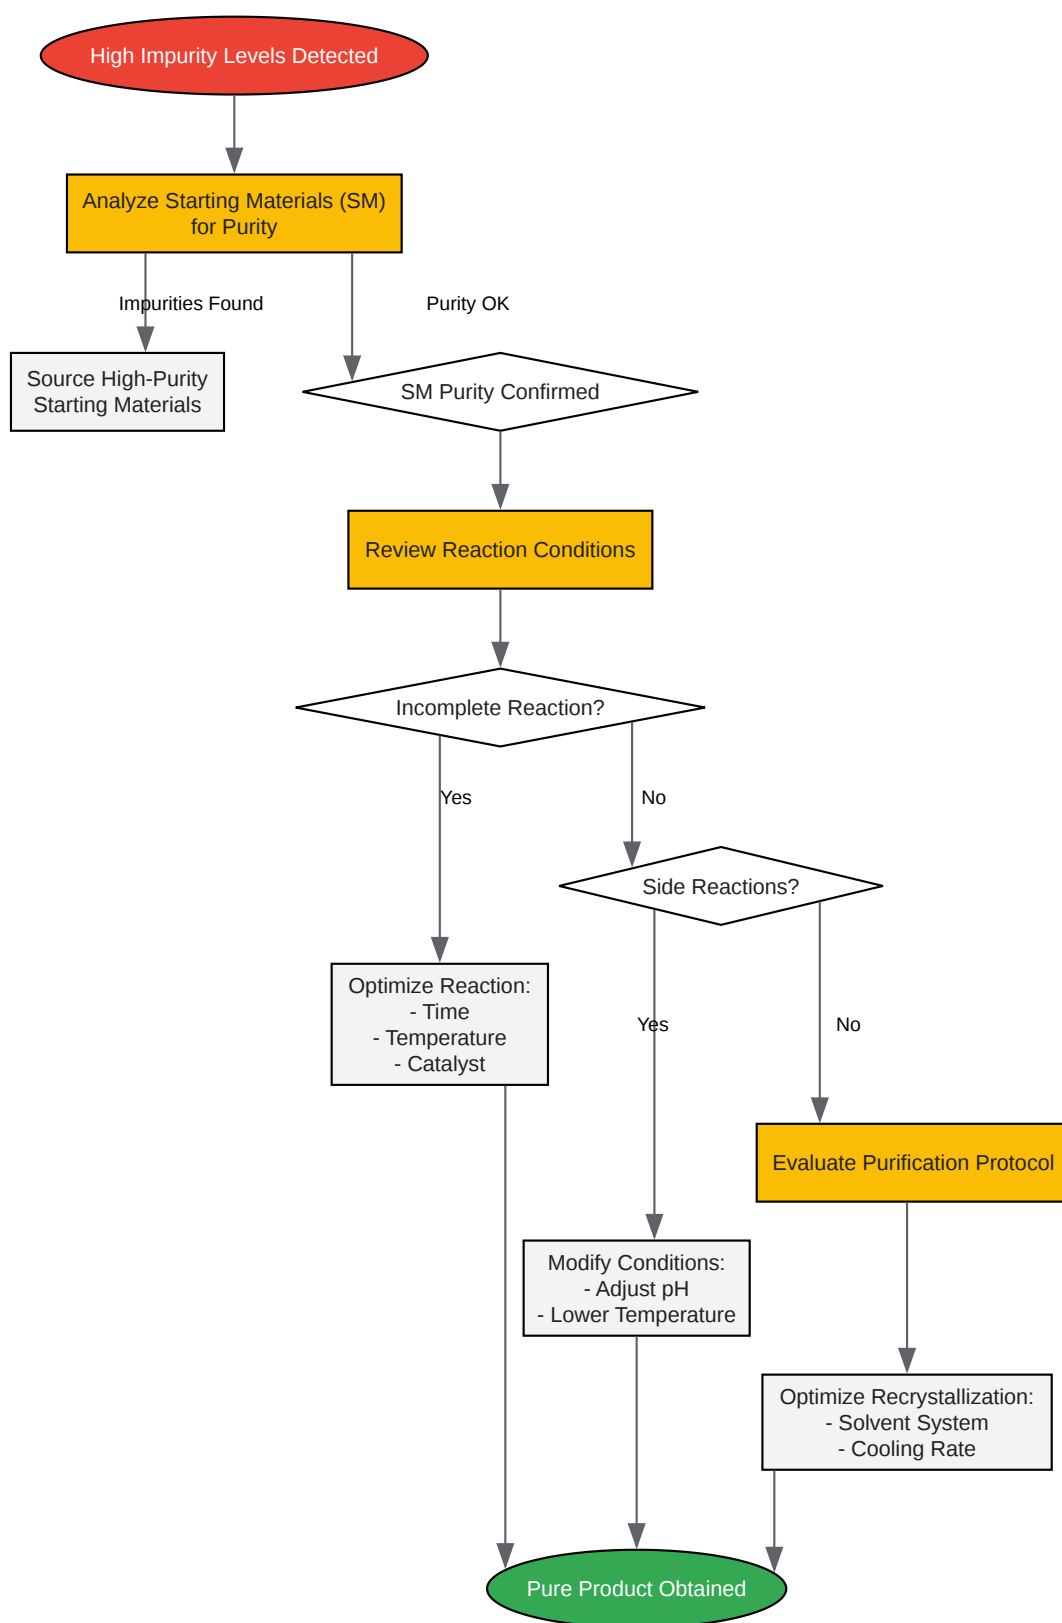 High Impurity Levels Detected
Analyze Starting Materials (SM)
for Purity
Impurities Found
Purity OK
Source High-Purity
Starting Materials
SM Purity Confirmed
Review Reaction Conditions
Incomplete Reaction?
Yes
No
Side Reactions?
Optimize Reaction:
- Time
- Temperature
- Catalyst
Yes
No
Evaluate Purification Protocol
Modify Conditions:
- Adjust pH
- Lower Temperature
Optimize Recrystallization:
- Solvent System
- Cooling Rate
Pure Product Obtained